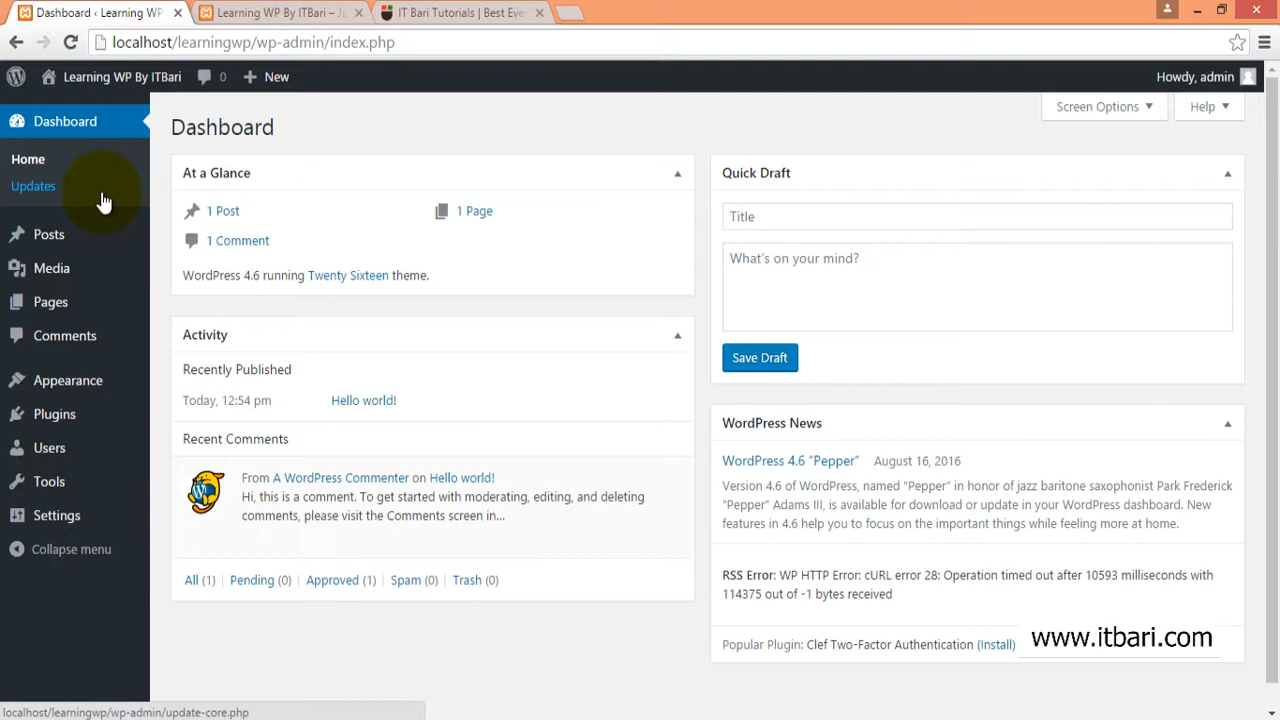 Dashboard ‹ Learning WP
Learning WP By ITBari – Ju
IT Bari Tutorials | Best Eve
localhost/learningwp/wp-admin/index.php
Learning WP By ITBari
0
New
Howdy, admin
Dashboard
Home
Updates
Posts
Media
Pages
Comments
Appearance
Plugins
Users
Tools
Settings
Collapse menu
Screen Options
Help
Dashboard
At a Glance
1 Post
1 Page
1 Comment
WordPress 4.6 running Twenty Sixteen theme.
Activity
Recently Published
Today, 12:54 pm
Hello world!
Recent Comments
From A WordPress Commenter on Hello world!
Hi, this is a comment. To get started with moderating, editing, and deleting
comments, please visit the Comments screen in...
All (1) | Pending (0) | Approved (1) | Spam (0) | Trash (0)
Quick Draft
Title
What's on your mind?
Save Draft
WordPress News
WordPress 4.6 “Pepper” August 16, 2016
Version 4.6 of WordPress, named “Pepper” in honor of jazz baritone saxophonist Park Frederick
“Pepper” Adams III, is available for download or update in your WordPress dashboard. New
features in 4.6 help you to focus on the important things while feeling more at home.
RSS Error: WP HTTP Error: cURL error 28: Operation timed out after 10593 milliseconds with
114375 out of -1 bytes received
Popular Plugin: Clef Two-Factor Authentication (Install)
www.itbari.com
localhost/learningwp/wp-admin/update-core.php